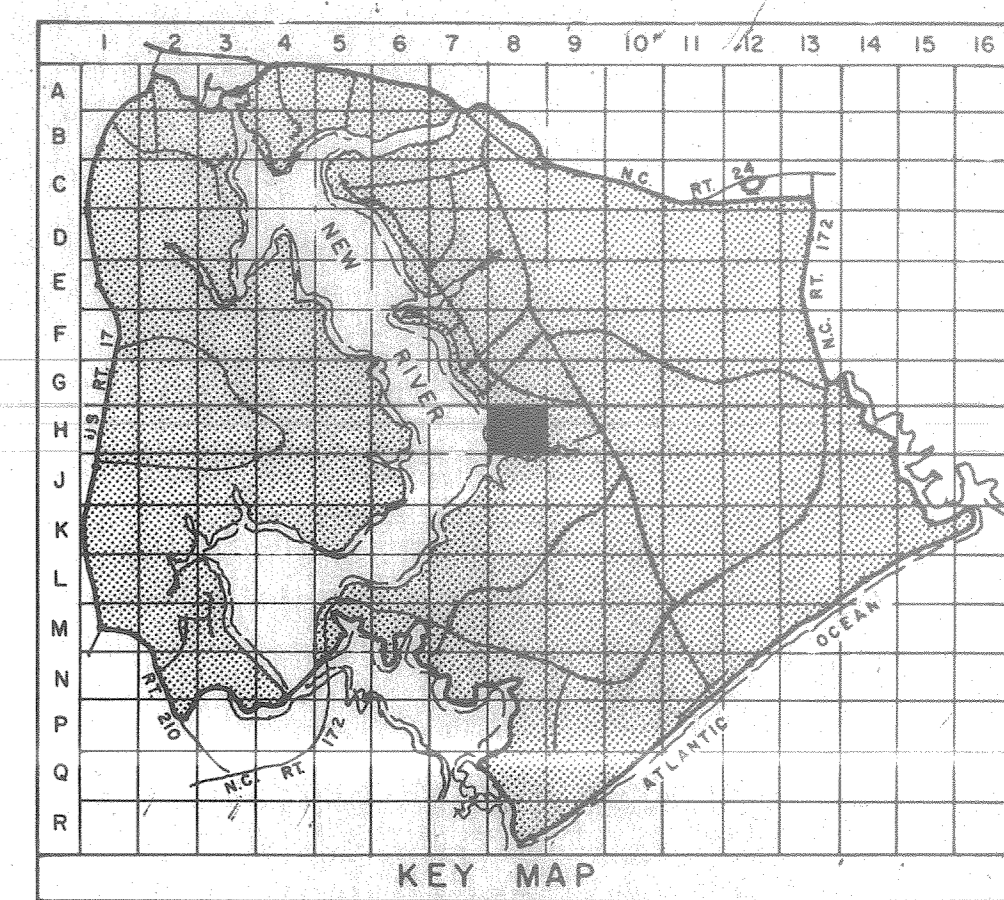 1 2 3 4 5 6 7 8 9 10 11 12 13 14 15 16
A
B
C
D
E
F
G
H
J
K
L
M
N
P
Q
R
N.C. RT. 24
N.C. RT. 172
NEW RIVER
US RT. 17
RT. 210
N.C. RT. 172
ATLANTIC OCEAN
KEY MAP